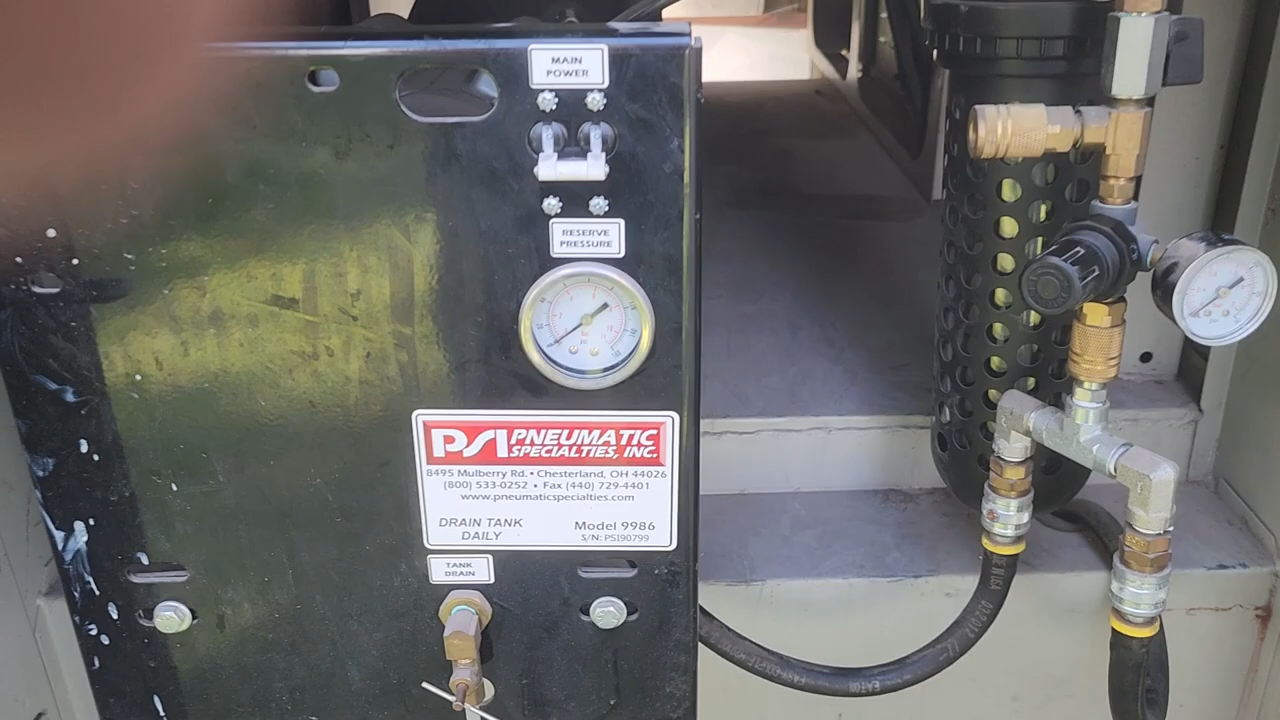 MAIN
POWER
RESERVE
PRESSURE
PSI PNEUMATIC
SPECIALTIES, INC.
8495 Mulberry Rd. • Chesterland, OH 44026
(800) 533-0252 • Fax (440) 729-4401
www.pneumaticspecialties.com
DRAIN TANK
DAILY
Model 9986
S/N: PSI90799
TANK
DRAIN
EATON